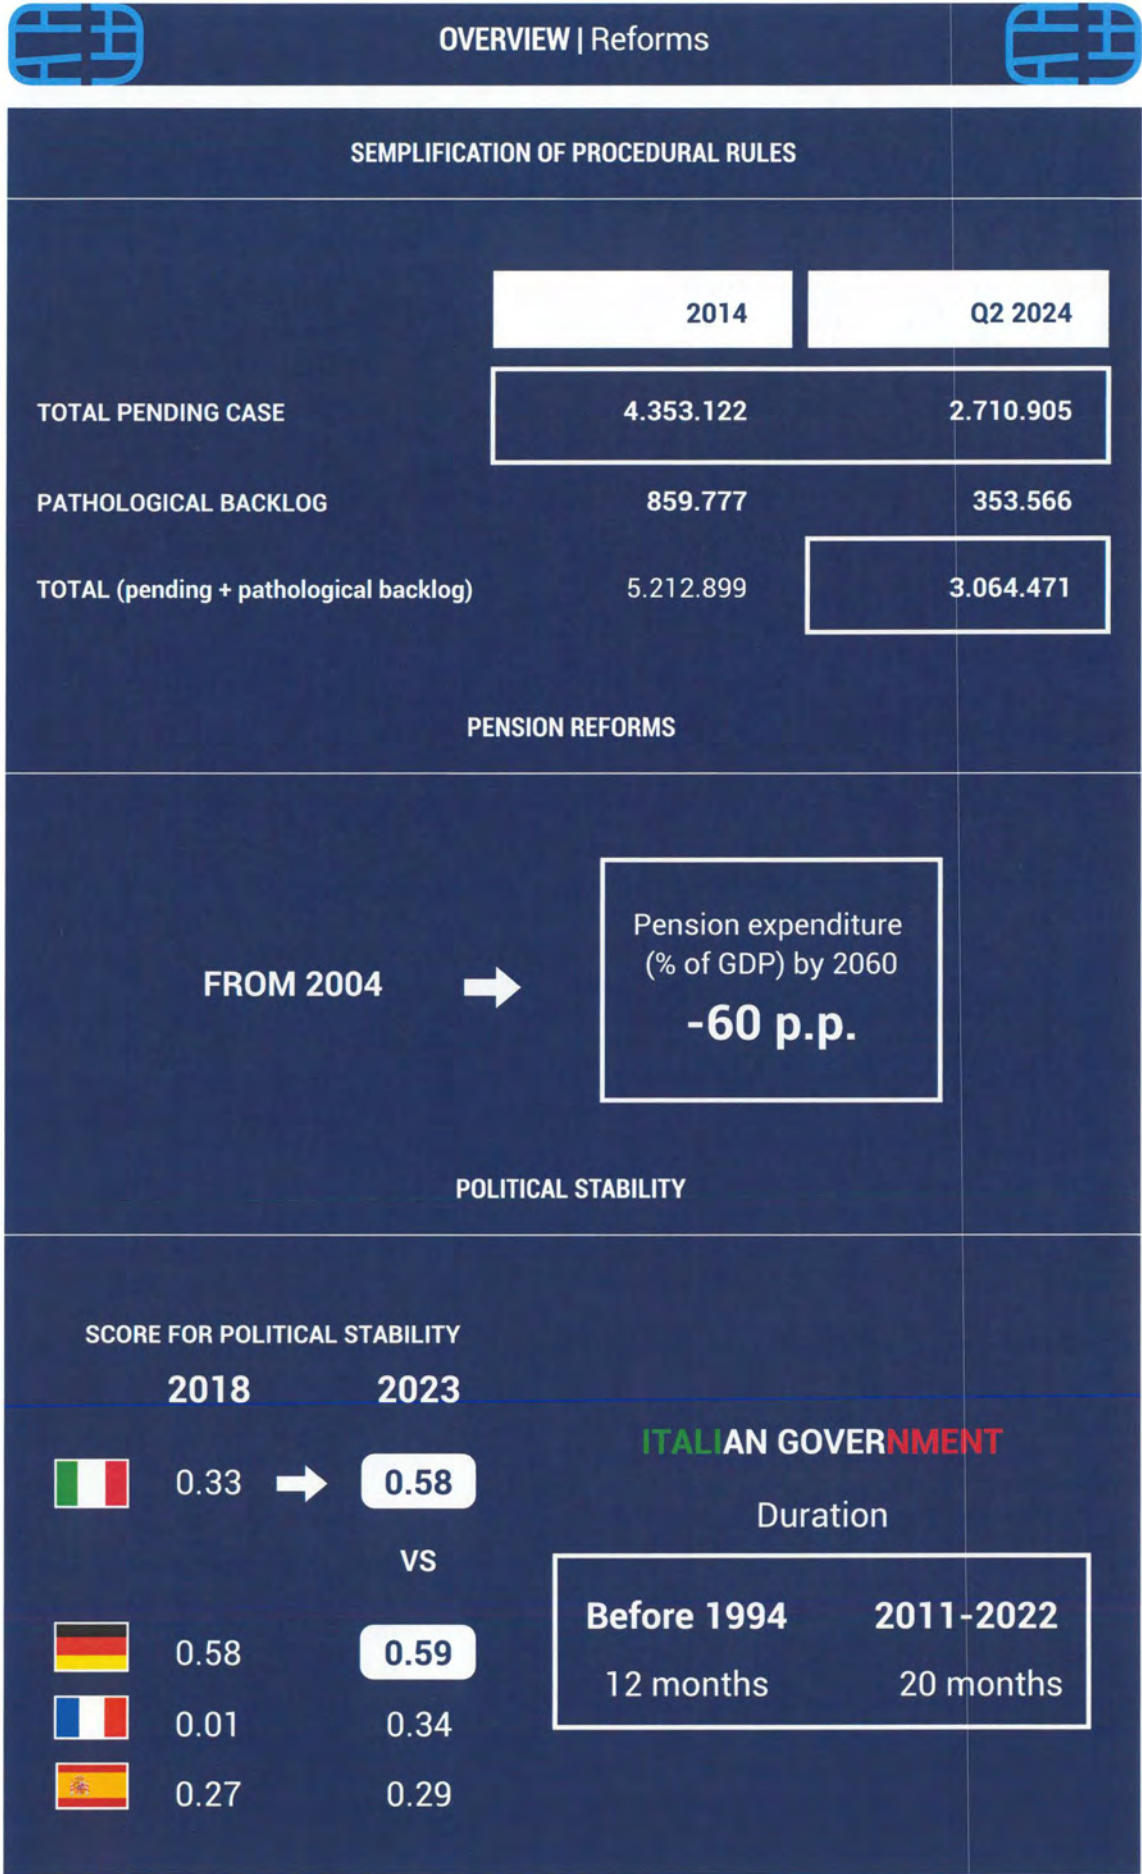 OVERVIEW | Reforms
SEMPLIFICATION OF PROCEDURAL RULES
2014 Q2 2024
TOTAL PENDING CASE 4.353.122 2.710.905
PATHOLOGICAL BACKLOG 859.777 353.566
TOTAL (pending + pathological backlog) 5.212.899 3.064.471
PENSION REFORMS
FROM 2004
Pension expenditure
(% of GDP) by 2060
-60 p.p.
POLITICAL STABILITY
SCORE FOR POLITICAL STABILITY
2018 2023
0.33 0.58
VS
0.58 0.59
0.01 0.34
0.27 0.29
ITALIAN GOVERNMENT
Duration
Before 1994 2011-2022
12 months 20 months